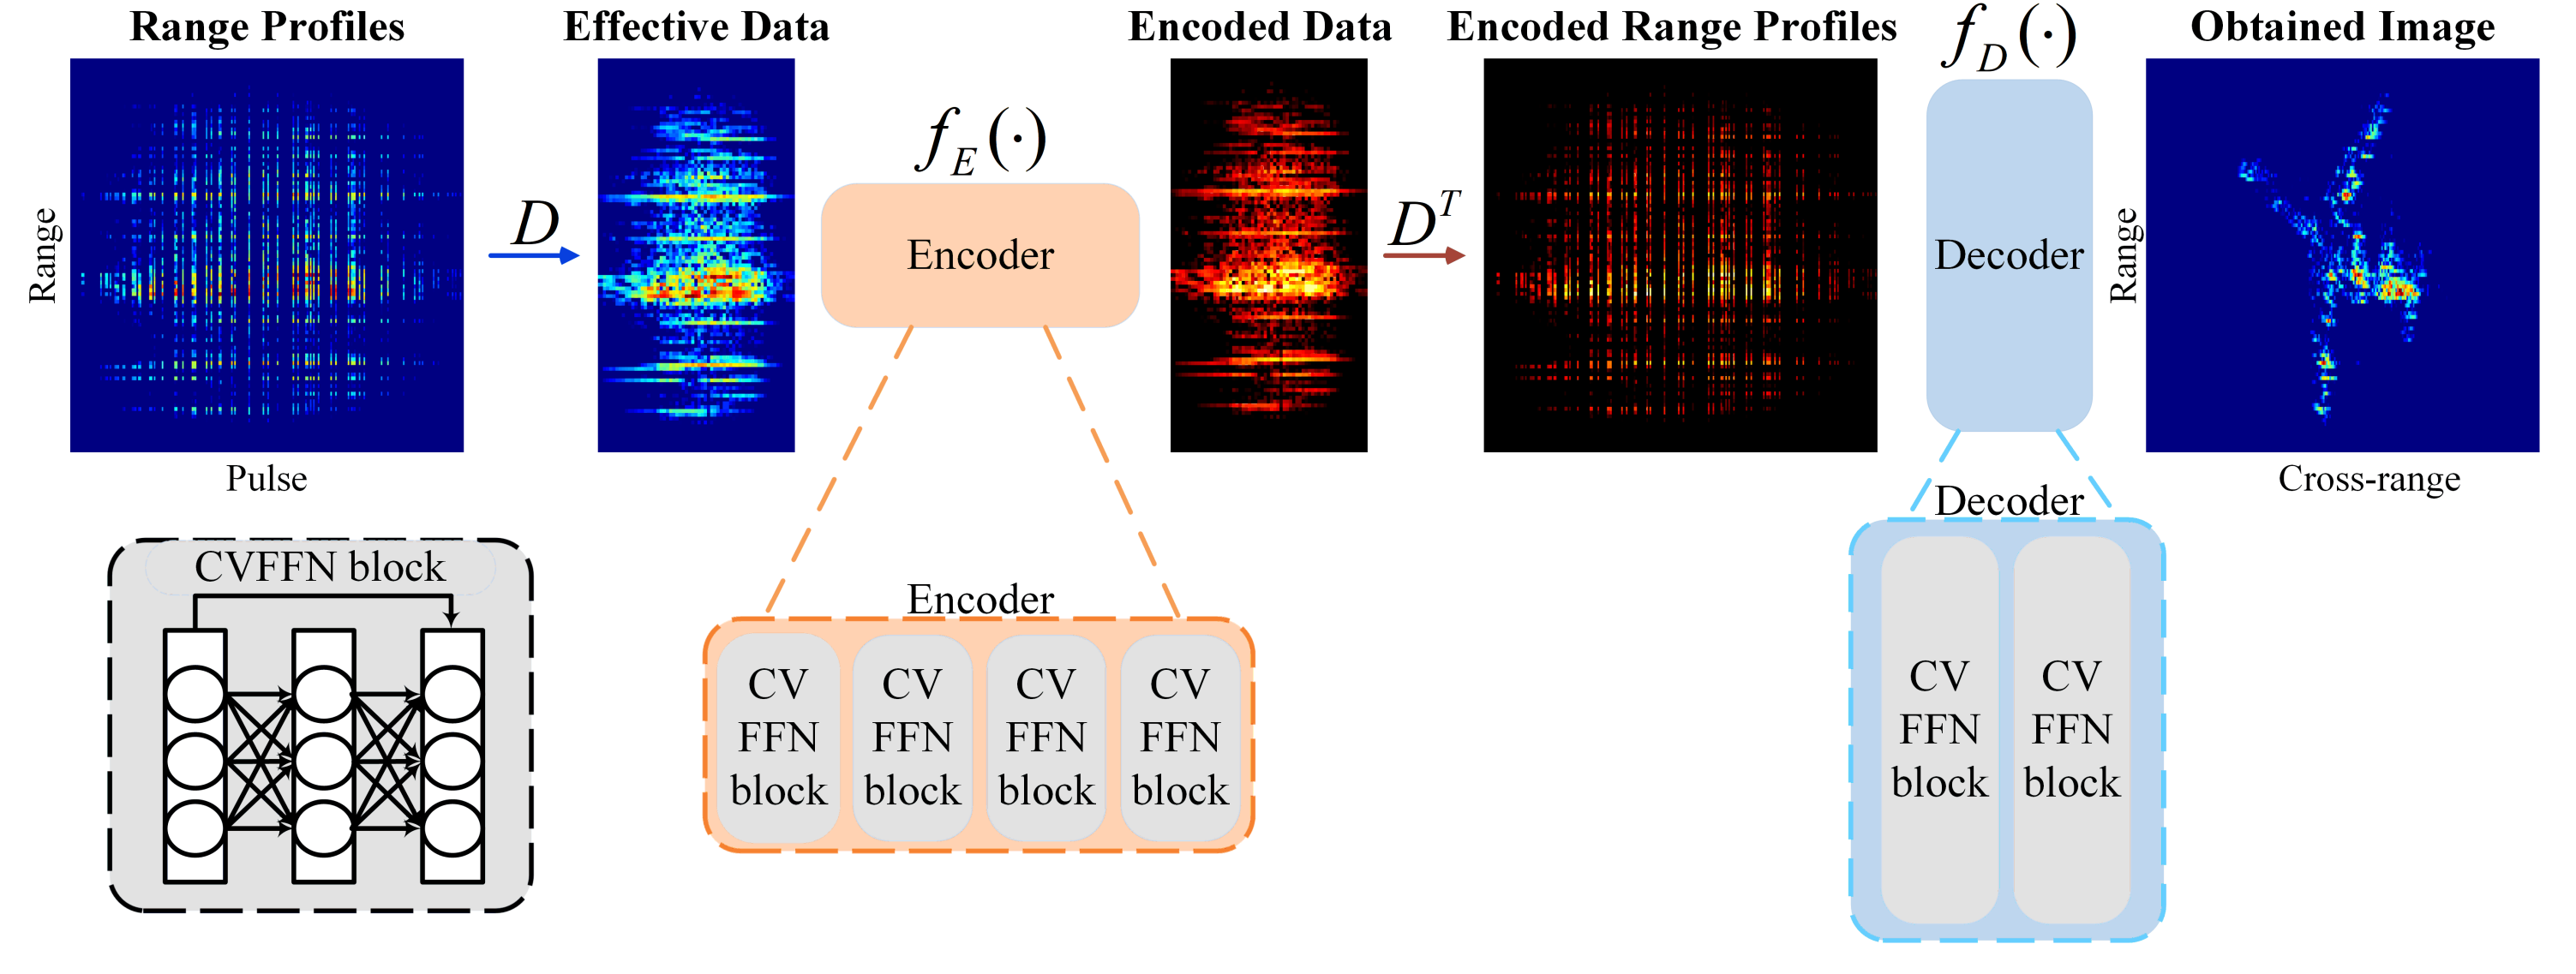 Range Profiles
Effective Data
Encoded Data
Encoded Range Profiles
f_D(·)
Obtained Image
Range
Pulse
D
f_E(·)
Encoder
D^T
Decoder
Range
Cross-range
CVFFN block
Encoder
CV
FFN
block
CV
FFN
block
CV
FFN
block
CV
FFN
block
Decoder
CV
FFN
block
CV
FFN
block